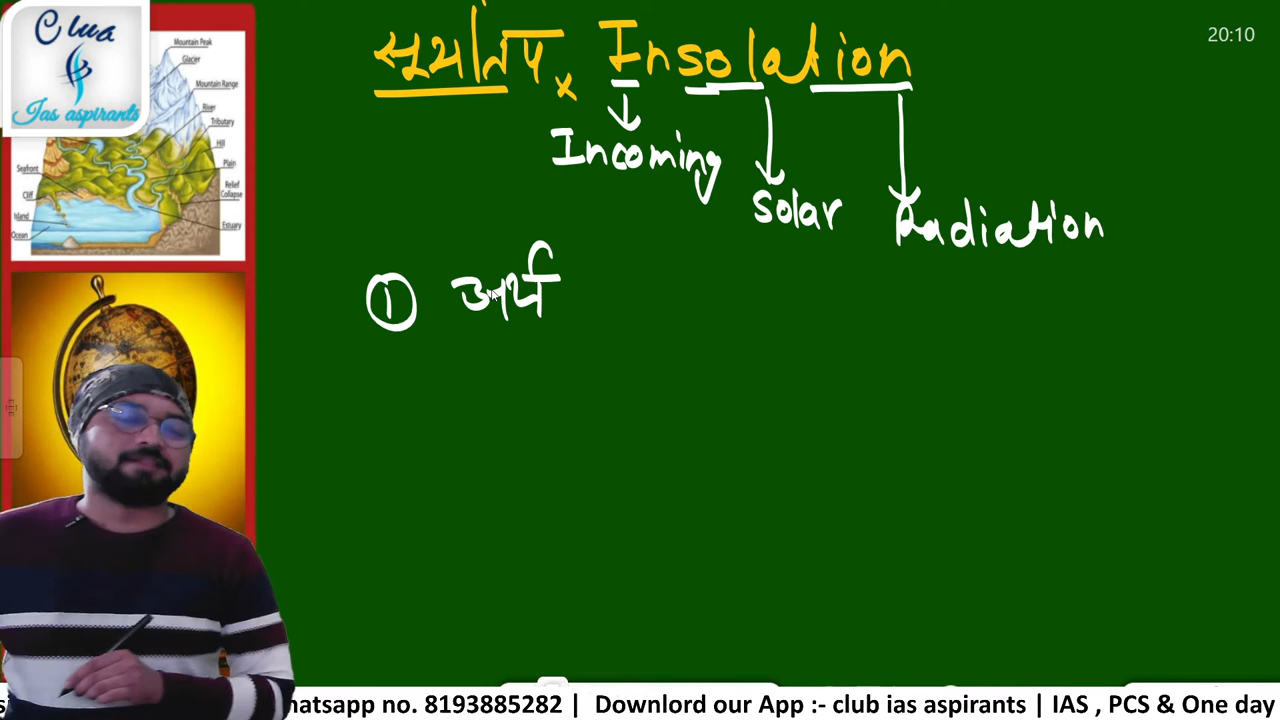 Clua
Ias aspirants
20:10
Mountain Peak
Glacier
Mountain Range
River
Tributary
Hill
Plain
Seafront
Relief
Collapse
Cliff
Island
Estuary
Ocean
सूर्यातप × Insolation
Incoming
Solar
Radiation
① अर्थ
hatsapp no. 8193885282 | Downlord our App :- club ias aspirants | IAS , PCS & One day